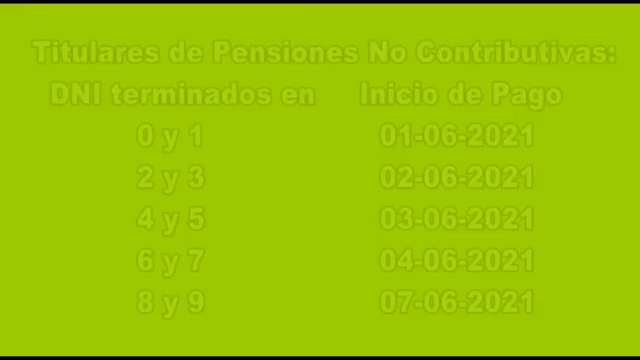 Titulares de Pensiones No Contributivas:
DNI terminados en Inicio de Pago
0 y 1 01-06-2021
2 y 3 02-06-2021
4 y 5 03-06-2021
6 y 7 04-06-2021
8 y 9 07-06-2021